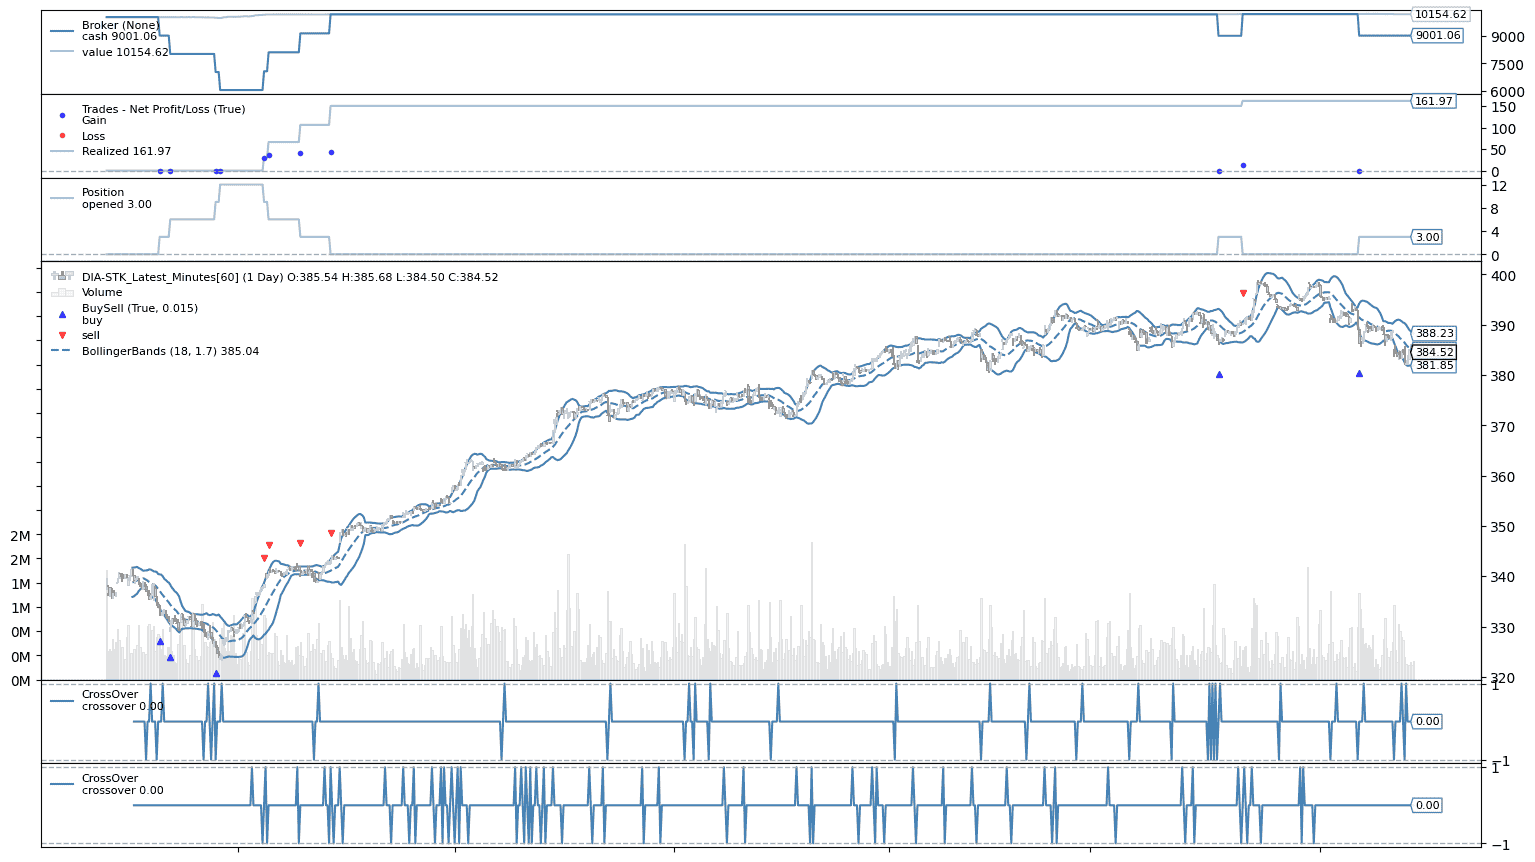 Broker (None)
cash 9001.06
value 10154.62
10154.62
9001.06
9000
7500
6000
Trades - Net Profit/Loss (True)
Gain
Loss
Realized 161.97
161.97
150
100
50
0
Position
opened 3.00
12
8
4
0
3.00
DIA-STK_Latest_Minutes[60] (1 Day) O:385.54 H:385.68 L:384.50 C:384.52
Volume
BuySell (True, 0.015)
buy
sell
BollingerBands (18, 1.7) 385.04
400
390
388.23
384.52
381.85
380
370
360
350
340
330
320
2M
2M
1M
1M
0M
0M
0M
CrossOver
crossover 0.00
1
0.00
−1
CrossOver
crossover 0.00
1
0.00
−1